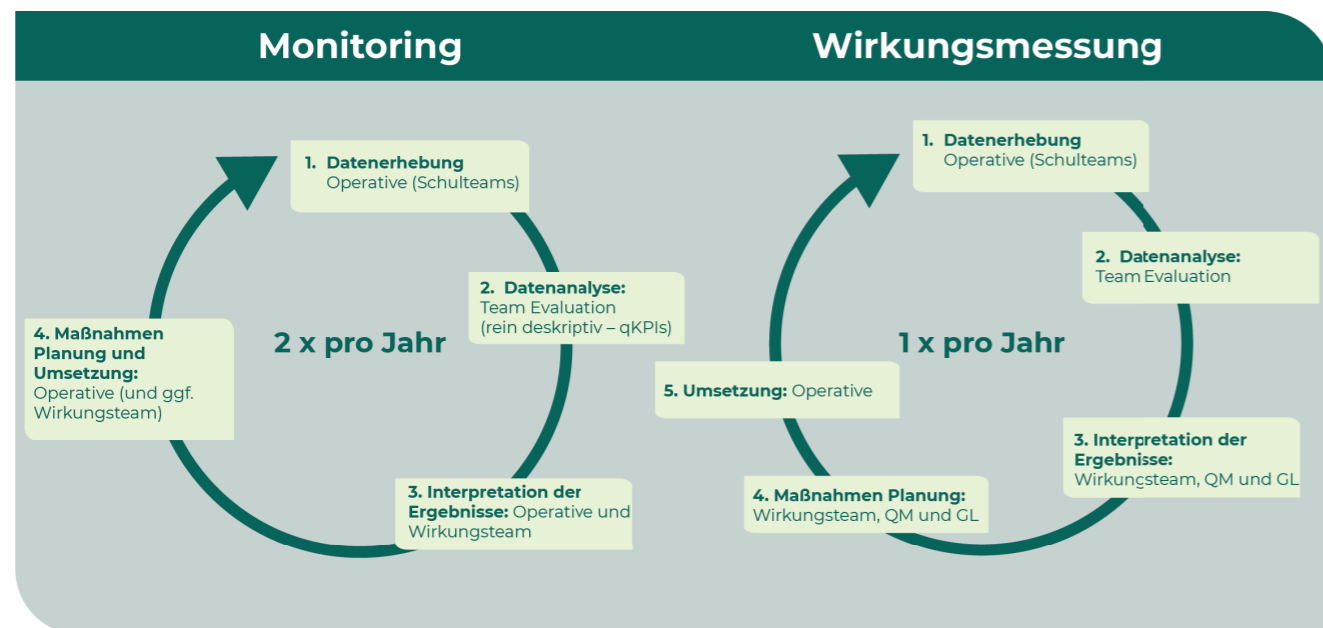 Monitoring
1. Datenerhebung
Operative (Schulteams)
2. Datenanalyse:
Team Evaluation
(rein deskriptiv – qKPIs)
3. Interpretation der
Ergebnisse: Operative und
Wirkungsteam
4. Maßnahmen
Planung und
Umsetzung:
Operative (und ggf.
Wirkungsteam)
2 x pro Jahr
Wirkungsmessung
1. Datenerhebung
Operative (Schulteams)
2. Datenanalyse:
Team Evaluation
3. Interpretation der
Ergebnisse:
Wirkungsteam, QM und GL
4. Maßnahmen Planung:
Wirkungsteam, QM und GL
5. Umsetzung: Operative
1 x pro Jahr